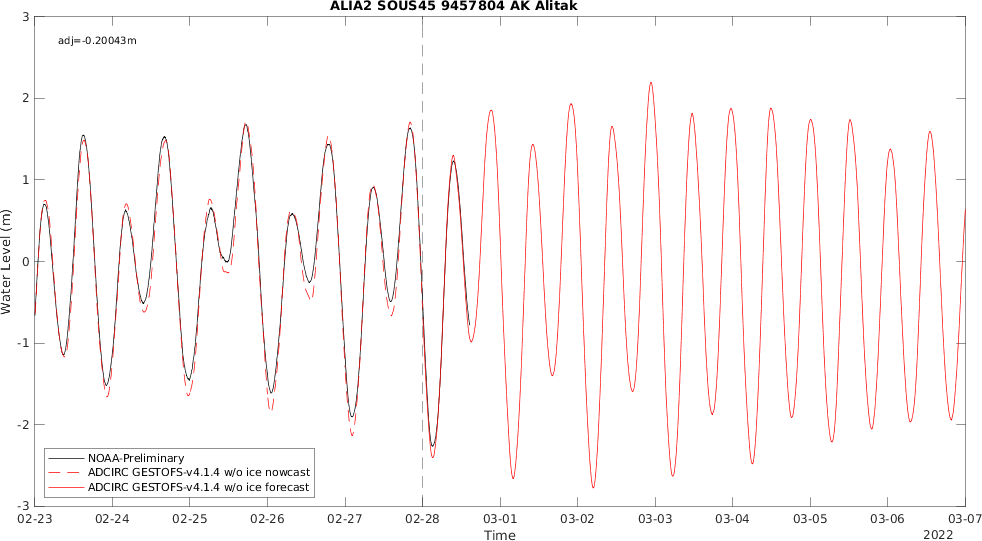 ALIA2 SOUS45 9457804 AK Alitak
adj=-0.20043m
3
2
1
0
-1
-2
-3
Water Level (m)
NOAA-Preliminary
ADCIRC GESTOFS-v4.1.4 w/o ice nowcast
ADCIRC GESTOFS-v4.1.4 w/o ice forecast
02-23 02-24 02-25 02-26 02-27 02-28 03-01 03-02 03-03 03-04 03-05 03-06 03-07
Time
2022